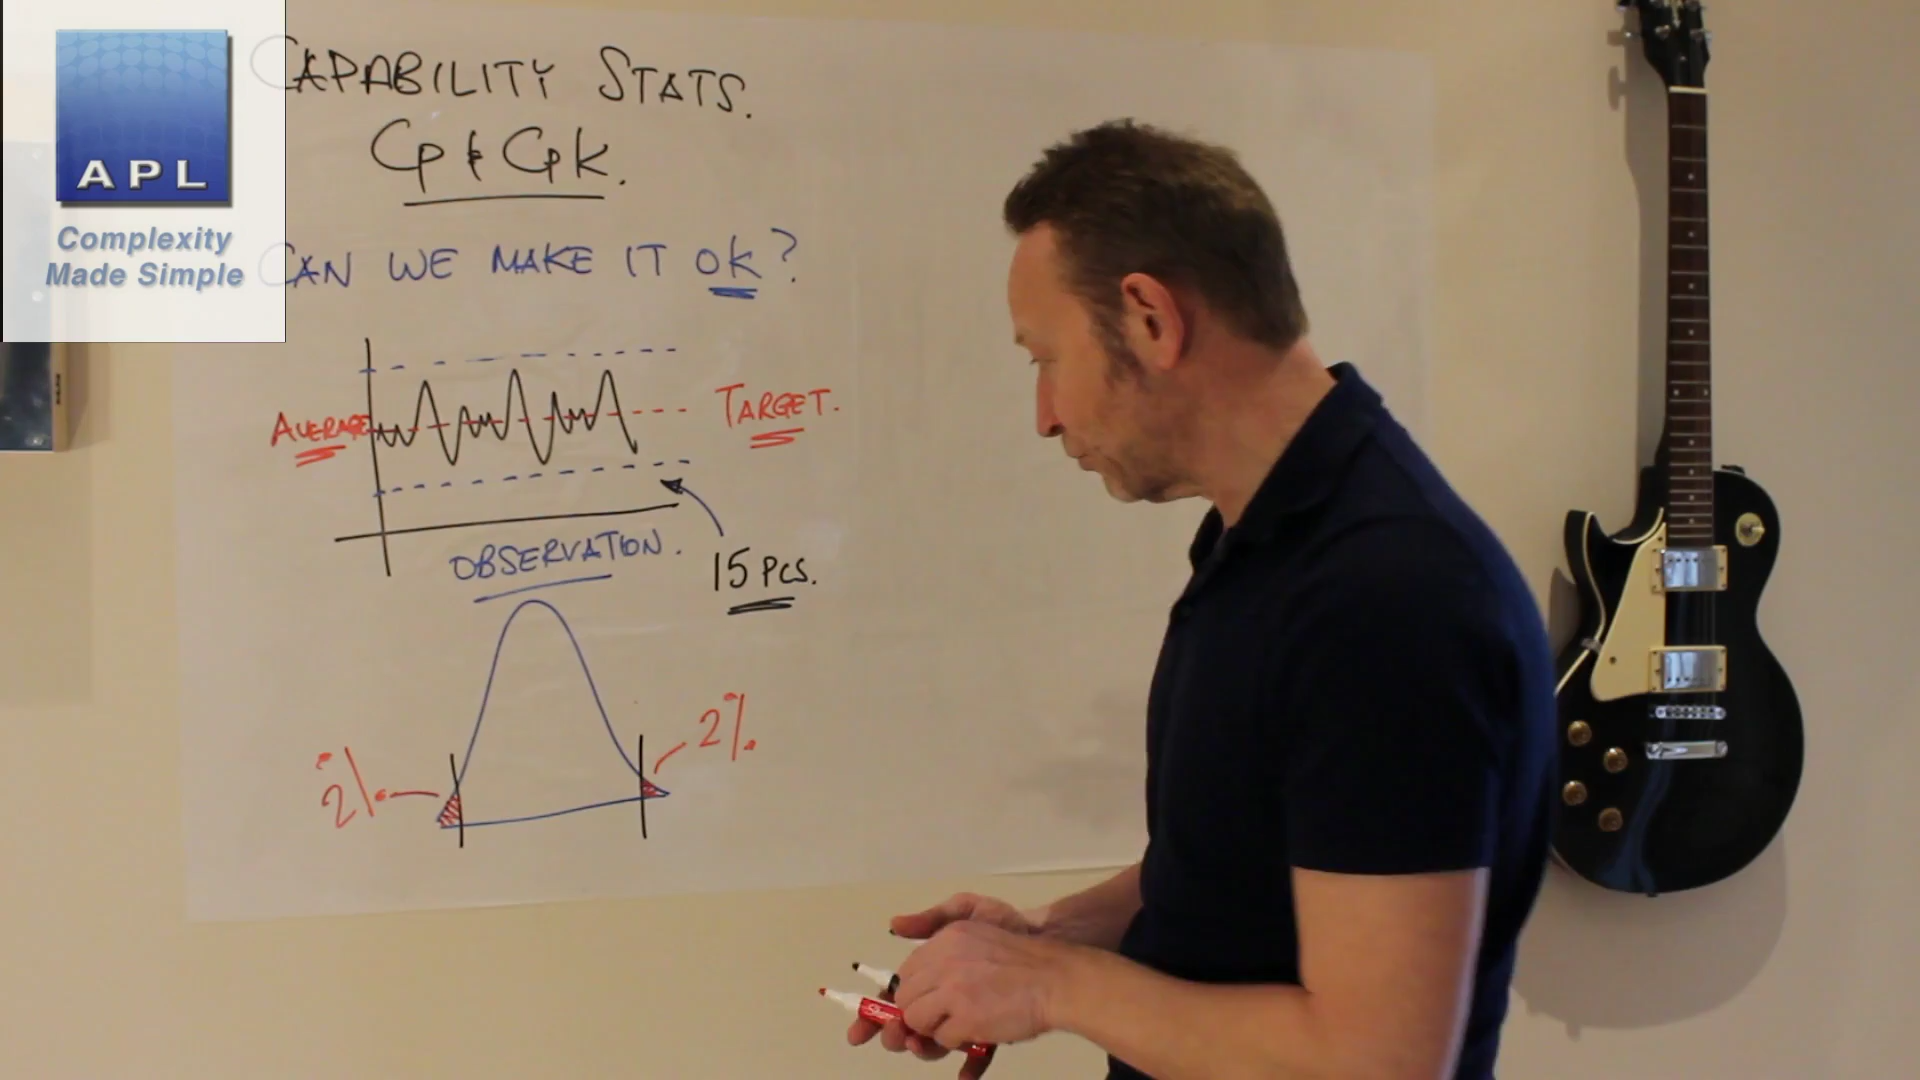 APL
Complexity
Made Simple
CAPABILITY STATS.
Cp & Cpk.
CAN WE MAKE IT OK?
AVERAGE
TARGET.
OBSERVATION.
15 PCS.
2%
2%